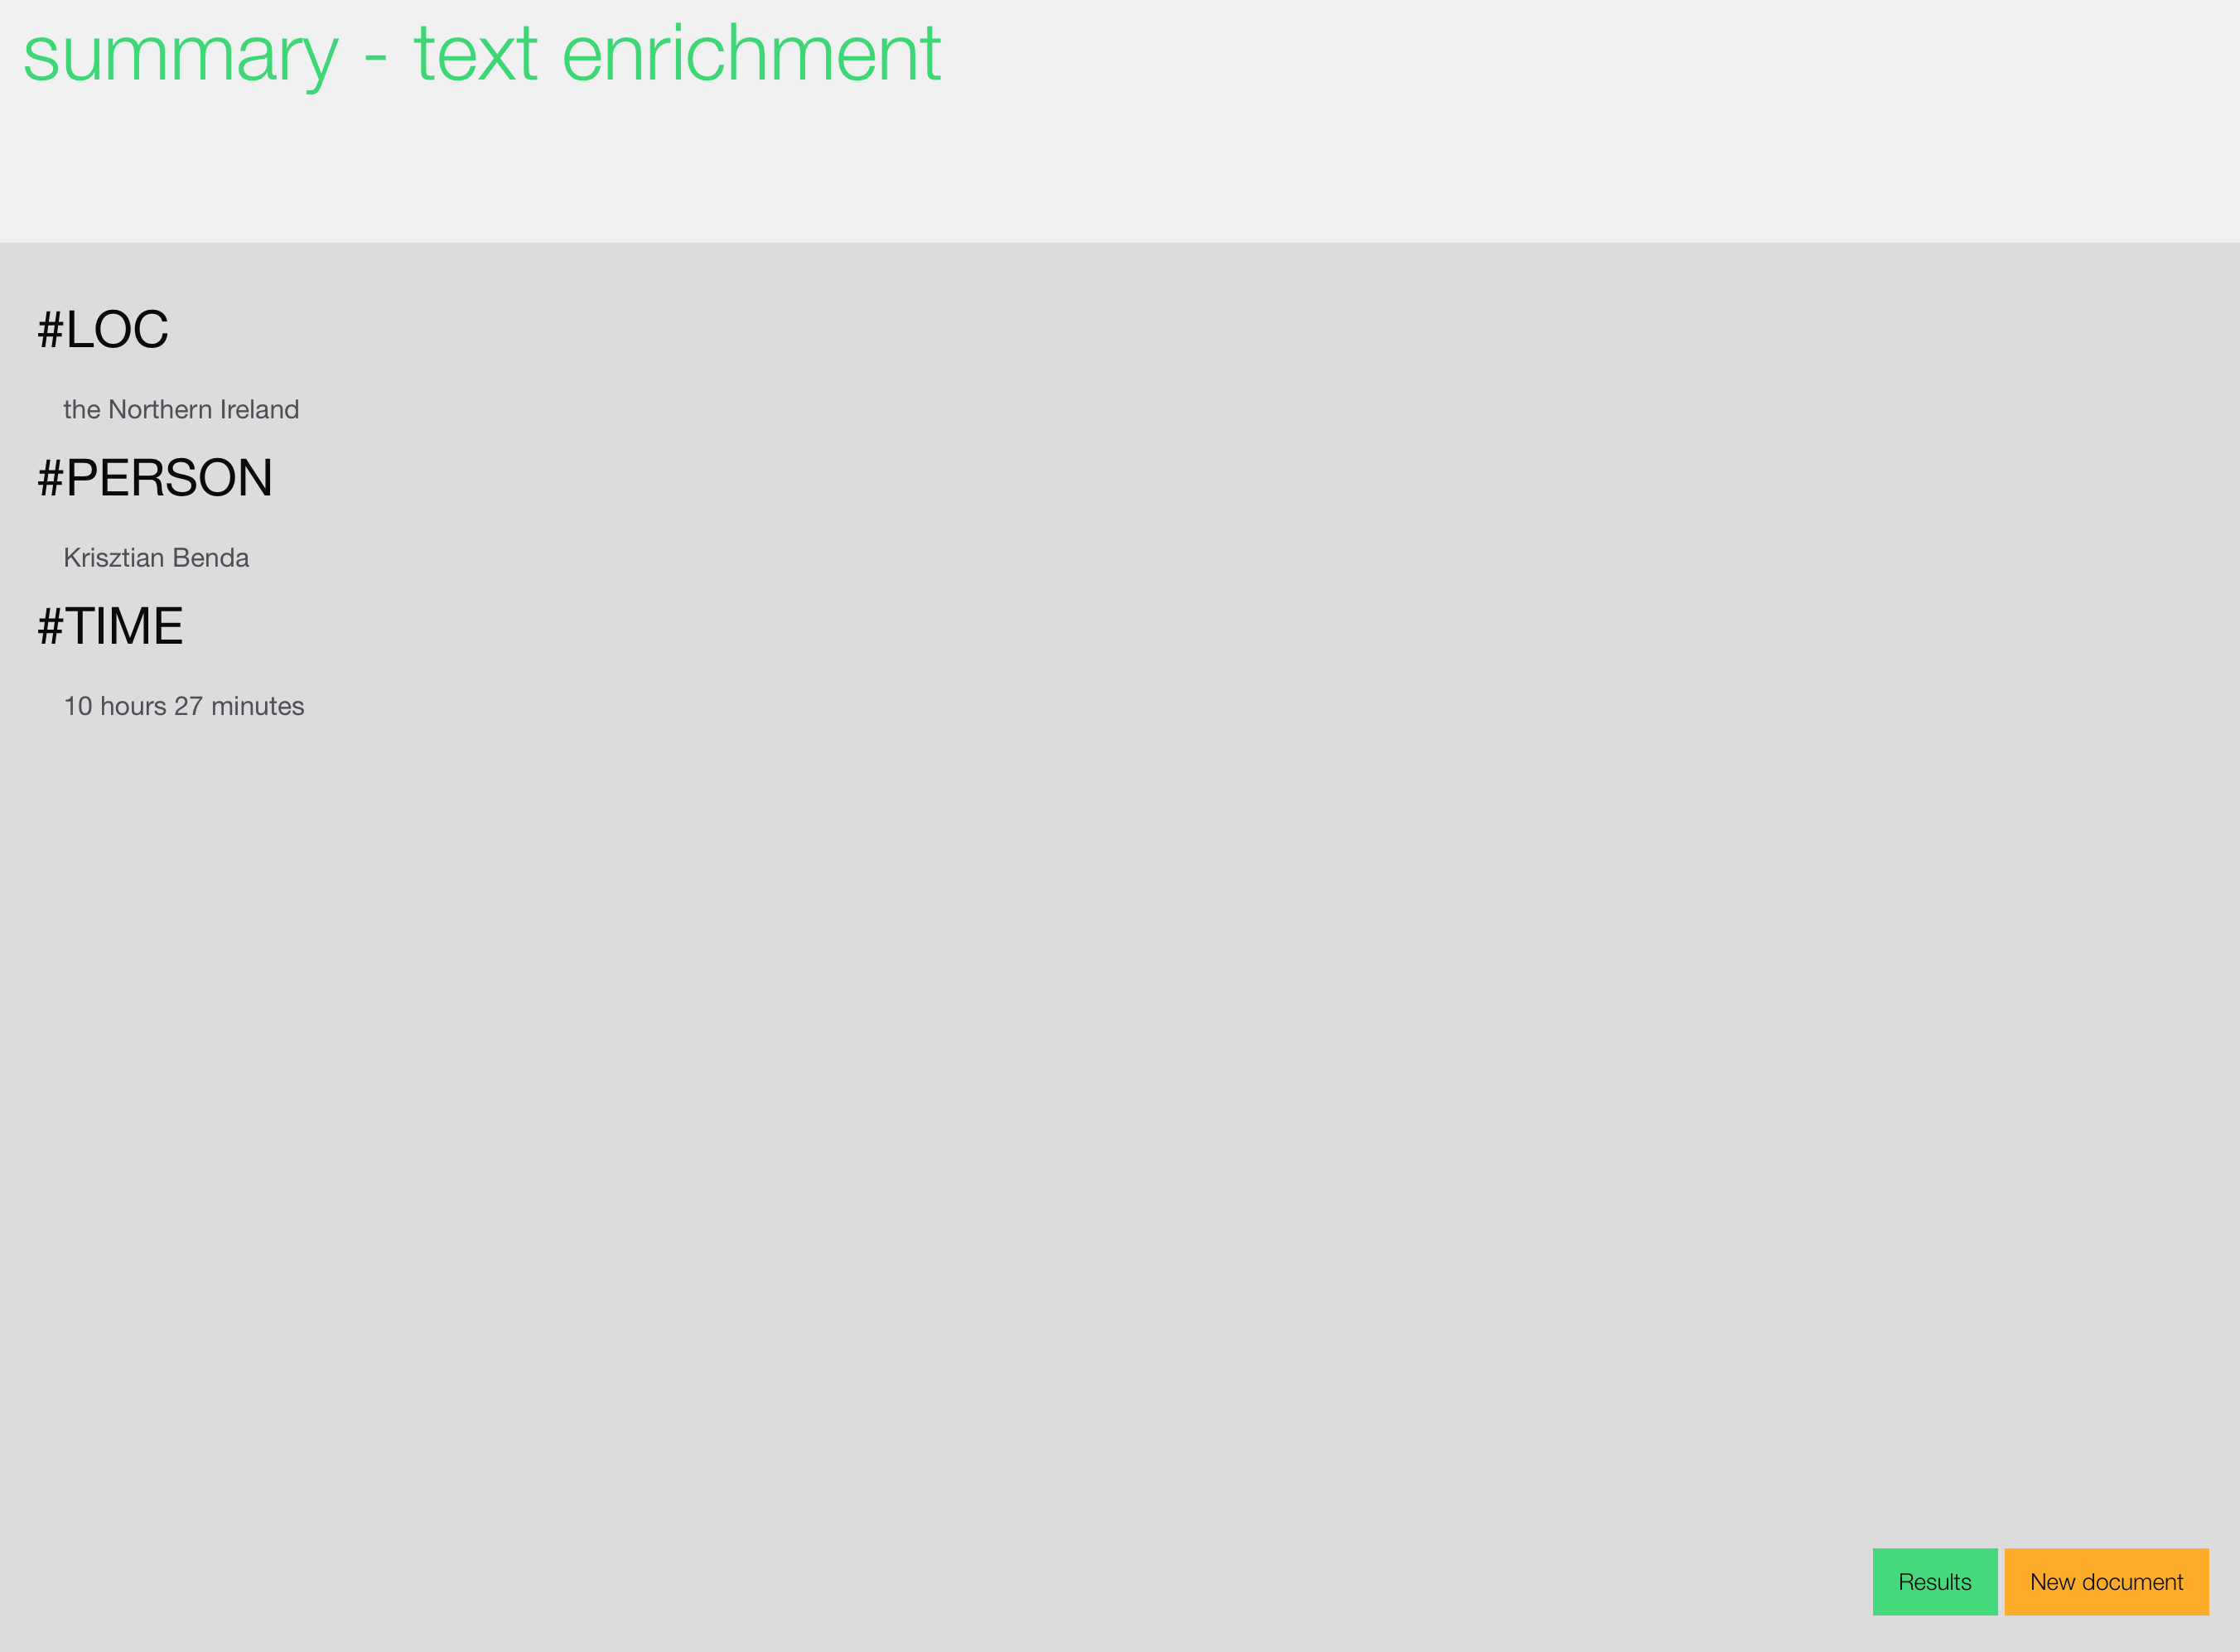 summary - text enrichment
#LOC
the Northern Ireland
#PERSON
Krisztian Benda
#TIME
10 hours 27 minutes
Results
New document